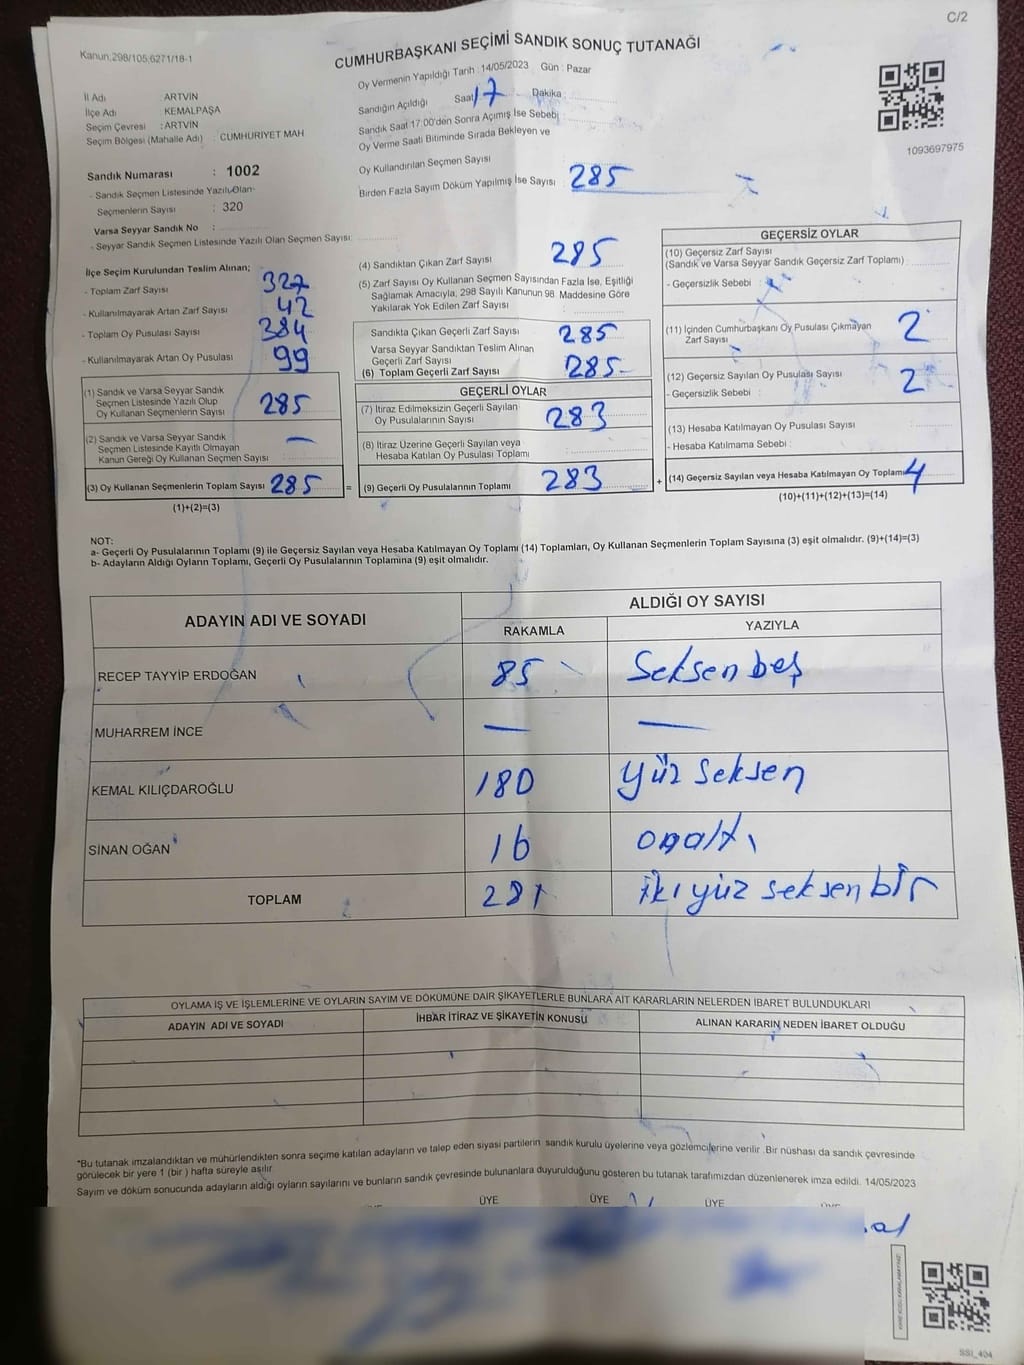 C/2
Kanun:298/105,6271/18-1
CUMHURBAŞKANI SEÇİMİ SANDIK SONUÇ TUTANAĞI
Oy Vermenin Yapıldığı Tarih : 14/05/2023 Gün : Pazar
İl Adı ARTVİN
İlçe Adı : KEMALPAŞA
Seçim Çevresi : ARTVİN
Seçim Bölgesi (Mahalle Adı) : CUMHURİYET MAH
Sandığın Açıldığı Saat 17 Dakika :
Sandık Saat 17:00'den Sonra Açımış İse Sebebi :
Oy Verme Saati Bitiminde Sırada Bekleyen ve
Oy Kullandırılan Seçmen Sayısı
Birden Fazla Sayım Döküm Yapılmış İse Sayısı : 285
1093697975
Sandık Numarası : 1002
- Sandık Seçmen Listesinde Yazılı Olan
Seçmenlerin Sayısı : 320
Varsa Seyyar Sandık No :
- Seyyar Sandık Seçmen Listesinde Yazılı Olan Seçmen Sayısı:
İlçe Seçim Kurulundan Teslim Alınan;
- Toplam Zarf Sayısı 327
- Kullanılmayarak Artan Zarf Sayısı 42
- Toplam Oy Pusulası Sayısı 384
- Kullanılmayarak Artan Oy Pusulası 99
(1) Sandık ve Varsa Seyyar Sandık
Seçmen Listesinde Yazılı Olup
Oy Kullanan Seçmenlerin Sayısı 285
(2) Sandık ve Varsa Seyyar Sandık
Seçmen Listesinde Kayıtlı Olmayan
Kanun Gereği Oy Kullanan Seçmen Sayısı : —
(3) Oy Kullanan Seçmenlerin Toplam Sayısı 285 =
(1)+(2)=(3)
(4) Sandıktan Çıkan Zarf Sayısı 285
(5) Zarf Sayısı Oy Kullanan Seçmen Sayısından Fazla İse, Eşitliği
Sağlamak Amacıyla, 298 Sayılı Kanunun 98. Maddesine Göre
Yakılarak Yok Edilen Zarf Sayısı
Sandıkta Çıkan Geçerli Zarf Sayısı 285
Varsa Seyyar Sandıktan Teslim Alınan
Geçerli Zarf Sayısı
(6) Toplam Geçerli Zarf Sayısı 285
GEÇERLİ OYLAR
(7) İtiraz Edilmeksizin Geçerli Sayılan
Oy Pusulasının Sayısı 283
(8) İtiraz Üzerine Geçerli Sayılan veya
Hesaba Katılan Oy Pusulası Toplamı
(9) Geçerli Oy Pusulalarının Toplamı 283 +
GEÇERSİZ OYLAR
(10) Geçersiz Zarf Sayısı
(Sandık ve Varsa Seyyar Sandık Geçersiz Zarf Toplamı)
- Geçersizlik Sebebi :
(11) İçinden Cumhurbaşkanı Oy Pusulası Çıkmayan
Zarf Sayısı 2
(12) Geçersiz Sayılan Oy Pusulası Sayısı 2
- Geçersizlik Sebebi :
(13) Hesaba Katılmayan Oy Pusulası Sayısı
- Hesaba Katılmama Sebebi :
(14) Geçersiz Sayılan veya Hesaba Katılmayan Oy Toplamı 4
(10)+(11)+(12)+(13)=(14)
NOT:
a- Geçerli Oy Pusulalarının Toplamı (9) ile Geçersiz Sayılan veya Hesaba Katılmayan Oy Toplamı (14) Toplamları, Oy Kullanan Seçmenlerin Toplam Sayısına (3) eşit olmalıdır. (9)+(14)=(3)
b- Adayların Aldığı Oyların Toplamı, Geçerli Oy Pusulalarının Toplamına (9) eşit olmalıdır.
ADAYIN ADI VE SOYADI ALDIĞI OY SAYISI
RAKAMLA YAZIYLA
RECEP TAYYİP ERDOĞAN 85 Seksen beş
MUHARREM İNCE — —
KEMAL KILIÇDAROĞLU 180 Yüz seksen
SİNAN OĞAN 16 onaltı
TOPLAM 281 iki yüz seksen bir
OYLAMA İŞ VE İŞLEMLERİNE VE OYLARIN SAYIM VE DÖKÜMÜNE DAİR ŞİKAYETLERLE BUNLARA AİT KARARLARIN NELERDEN İBARET BULUNDUKLARI
ADAYIN ADI VE SOYADI İHBAR İTİRAZ VE ŞİKAYETİN KONUSU ALINAN KARARIN NEDEN İBARET OLDUĞU
*Bu tutanak imzalandıktan ve mühürlendikten sonra seçime katılan adayların ve talep eden siyasi partilerin sandık kurulu üyelerine veya gözlemcilerine verilir .Bir nüshası da sandık çevresinde
görülecek bir yere 1 (bir ) hafta süreyle asılır.
Sayım ve döküm sonucunda adayların aldığı oyların sayılarını ve bunların sandık çevresinde bulunanlara duyurulduğunu gösteren bu tutanak tarafımızdan düzenlenerek imza edildi. 14/05/2023
ÜYE ÜYE ÜYE
SSI_404